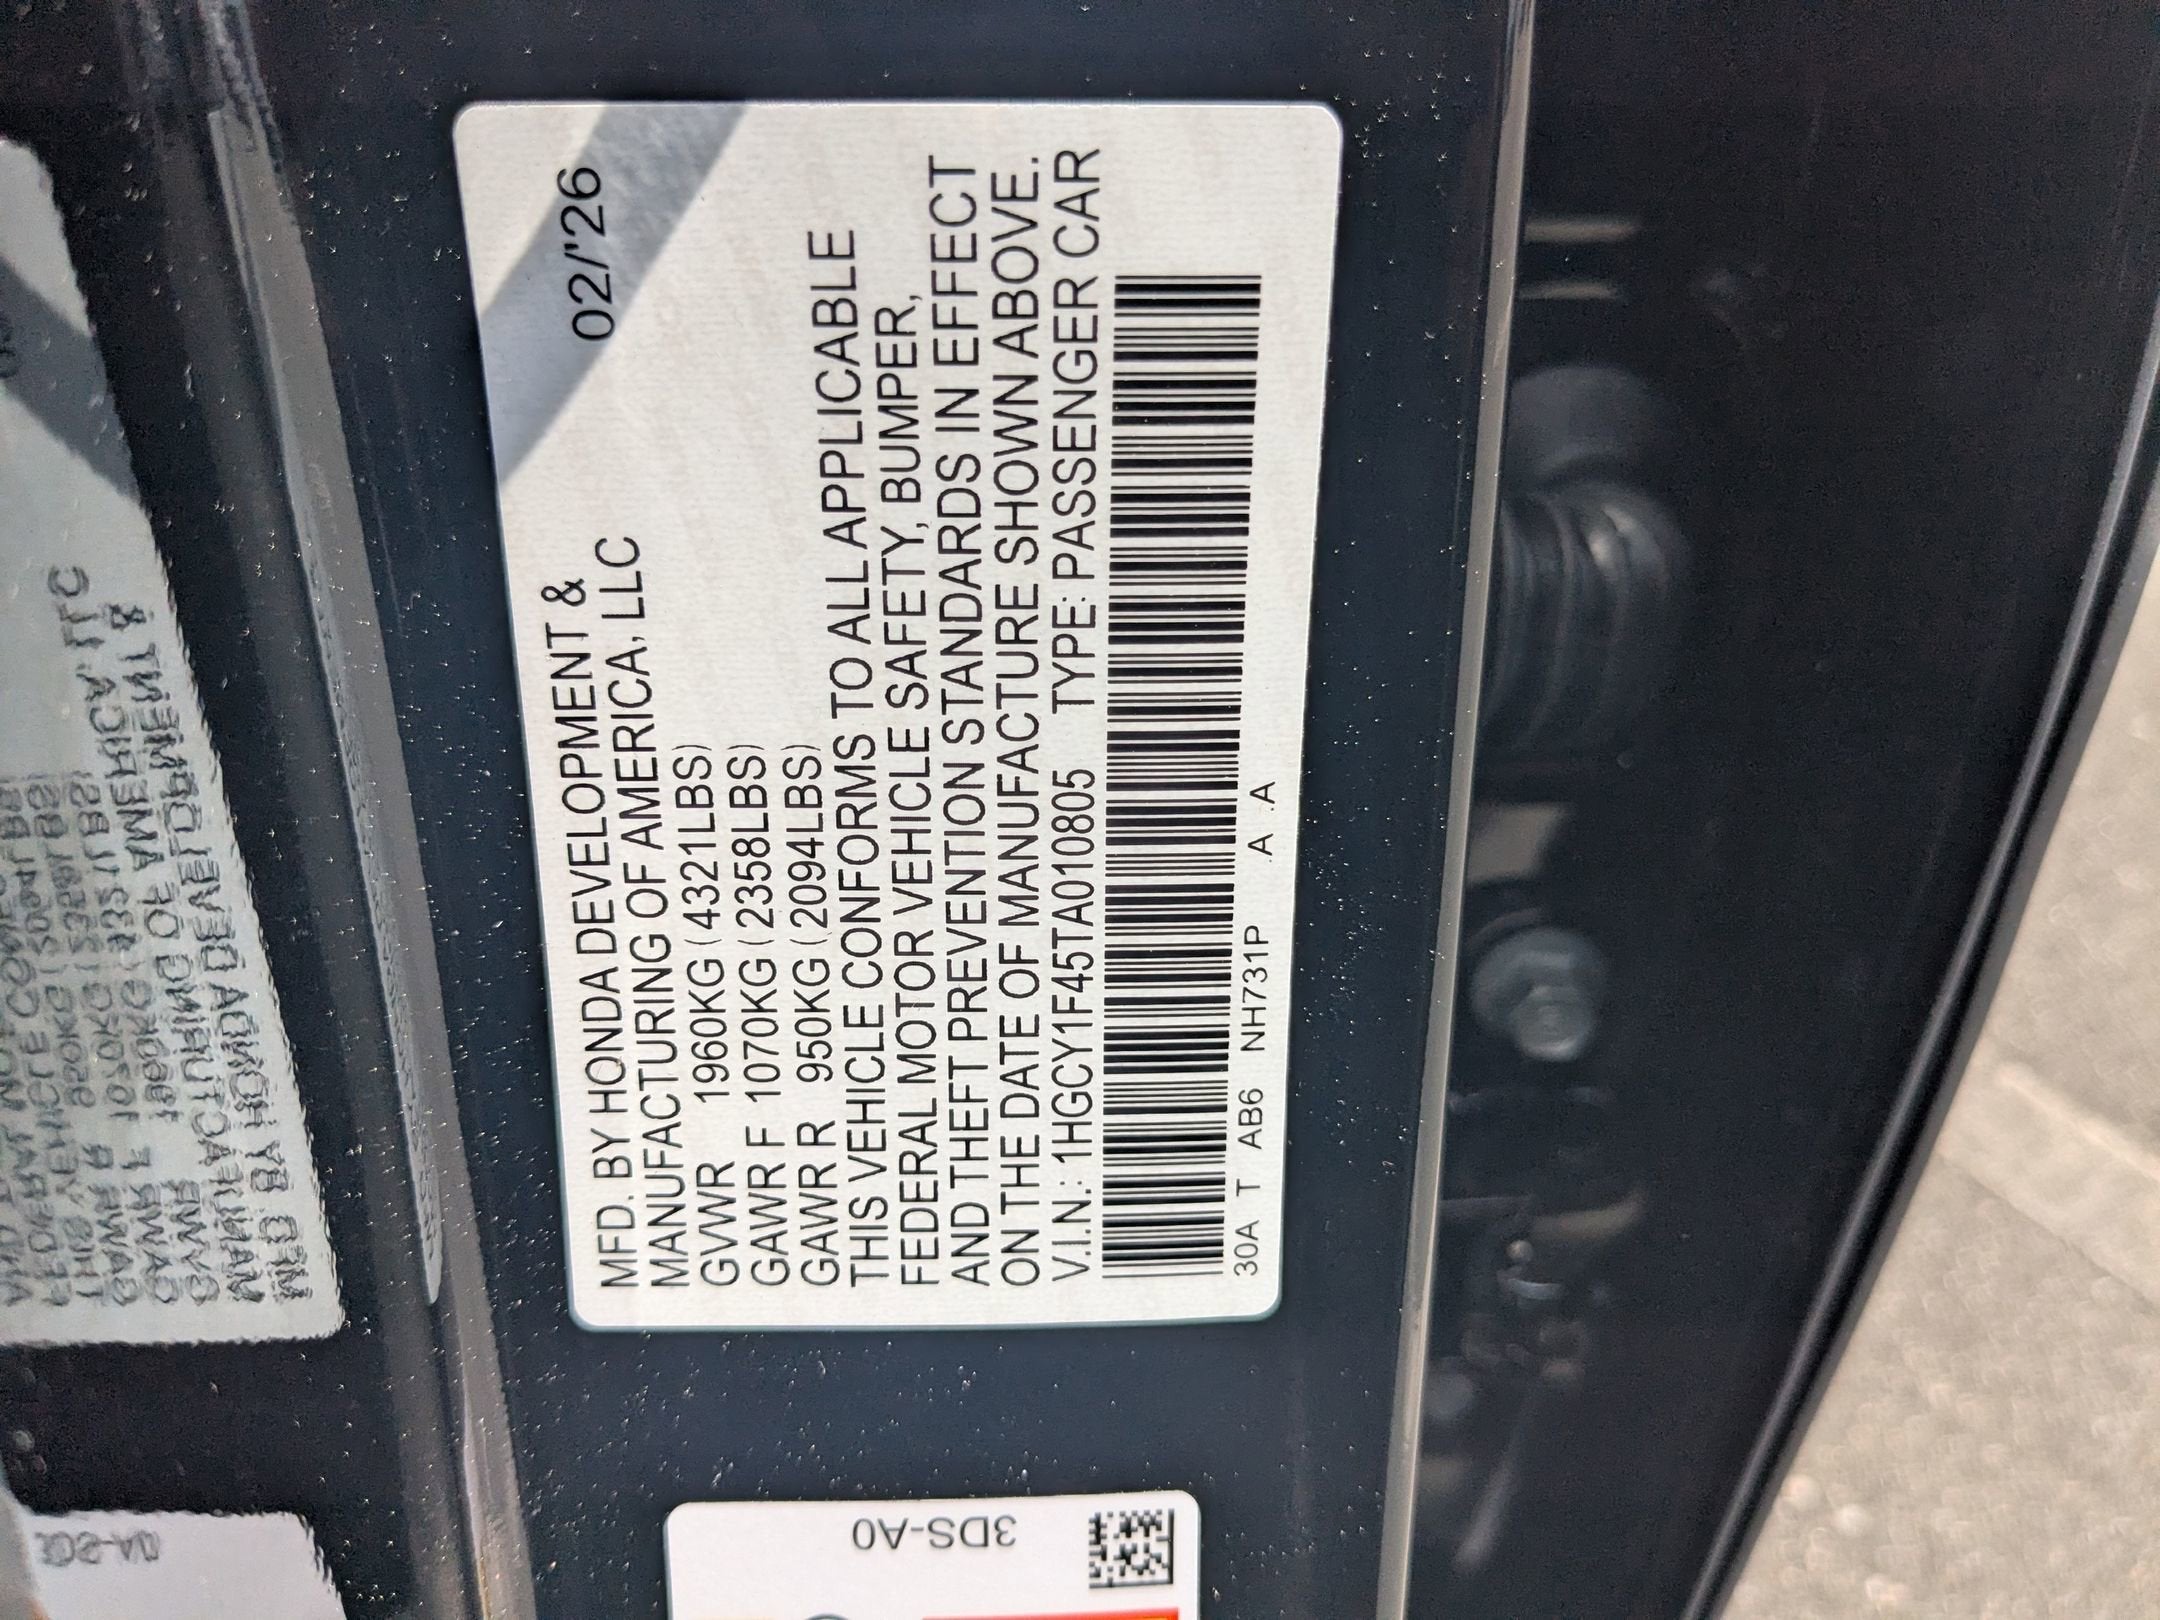 02/'26
MFD. BY HONDA DEVELOPMENT &
MANUFACTURING OF AMERICA, LLC
GVWR 1960KG (4321LBS)
GAWR F 1070KG (2358LBS)
GAWR R 950KG (2094LBS)
THIS VEHICLE CONFORMS TO ALL APPLICABLE
FEDERAL MOTOR VEHICLE SAFETY, BUMPER,
AND THEFT PREVENTION STANDARDS IN EFFECT
ON THE DATE OF MANUFACTURE SHOWN ABOVE.
V.I.N.: 1HGCY1F45TA010805 TYPE: PASSENGER CAR
30A T AB6 NH731P .A .A
3DS-A0